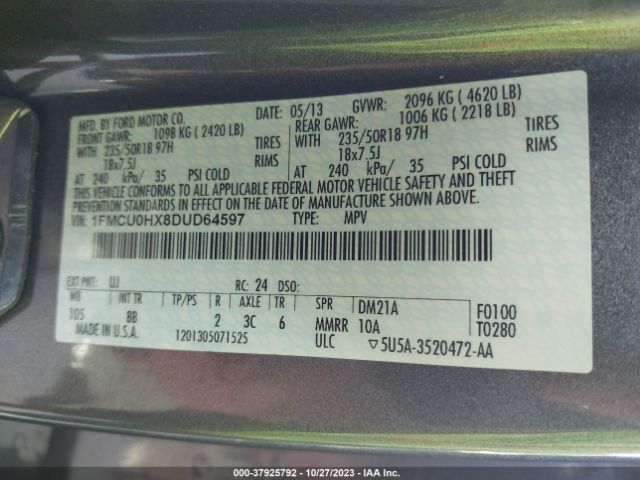 MFD. BY FORD MOTOR CO. DATE: 05/13 GVWR: 2096 KG ( 4620 LB)
FRONT GAWR: 1098 KG ( 2420 LB) REAR GAWR: 1006 KG ( 2218 LB)
WITH 235/50R18 97H TIRES WITH 235/50R18 97H TIRES
18x7.5J RIMS 18x7.5J RIMS
AT 240 kPa/ 35 PSI COLD AT 240 kPa/ 35 PSI COLD
THIS VEHICLE CONFORMS TO ALL APPLICABLE FEDERAL MOTOR VEHICLE SAFETY AND THEFT
PREVENTION STANDARDS IN EFFECT ON THE DATE OF MANUFACTURE SHOWN ABOVE.
VIN: 1FMCU0HX8DUD64597 TYPE: MPV
EXT PNT: UJ RC: 24 DSO:
WB INT TR TP/PS R AXLE TR SPR DM21A F0100
105 BB 2 3C 6 MMRR 10A T0280
MADE IN U.S.A. 1201305071525 ULC ▽5U5A-3520472-AA
000-37925792 - 10/27/2023 - IAA Inc.